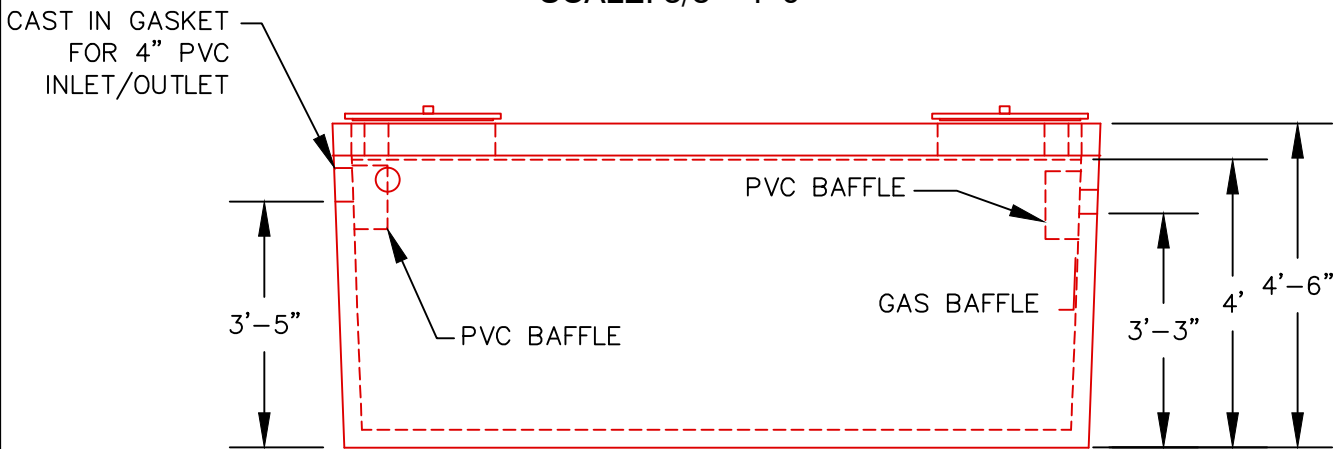 CAST IN GASKET
FOR 4" PVC
INLET/OUTLET
PVC BAFFLE
GAS BAFFLE
PVC BAFFLE
3'-5"
3'-3"
4'
4'-6"